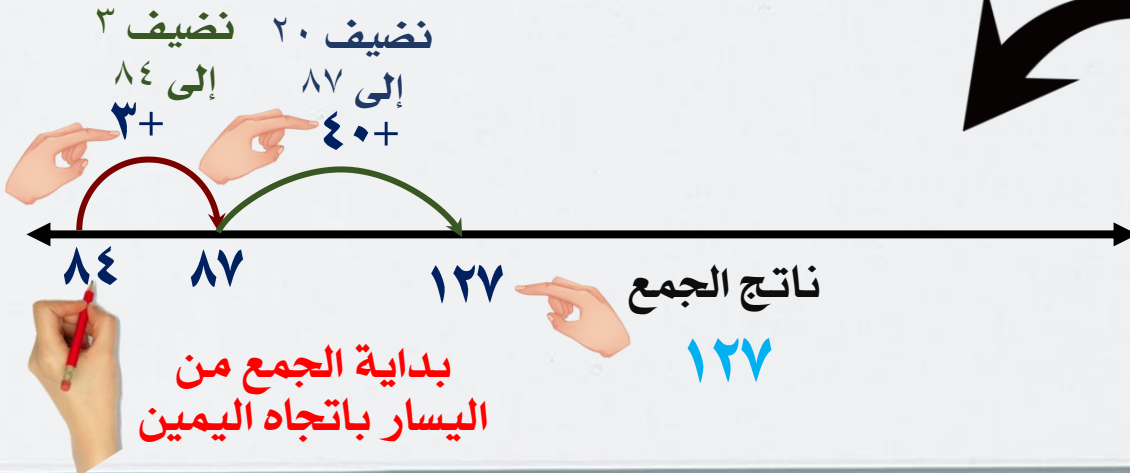 نضيف ٣
إلى ٨٤
+٣
نضيف ٢٠
إلى ٨٧
+٤٠
٨٤
٨٧
١٢٧
ناتج الجمع
١٢٧
بداية الجمع من
اليسار باتجاه اليمين